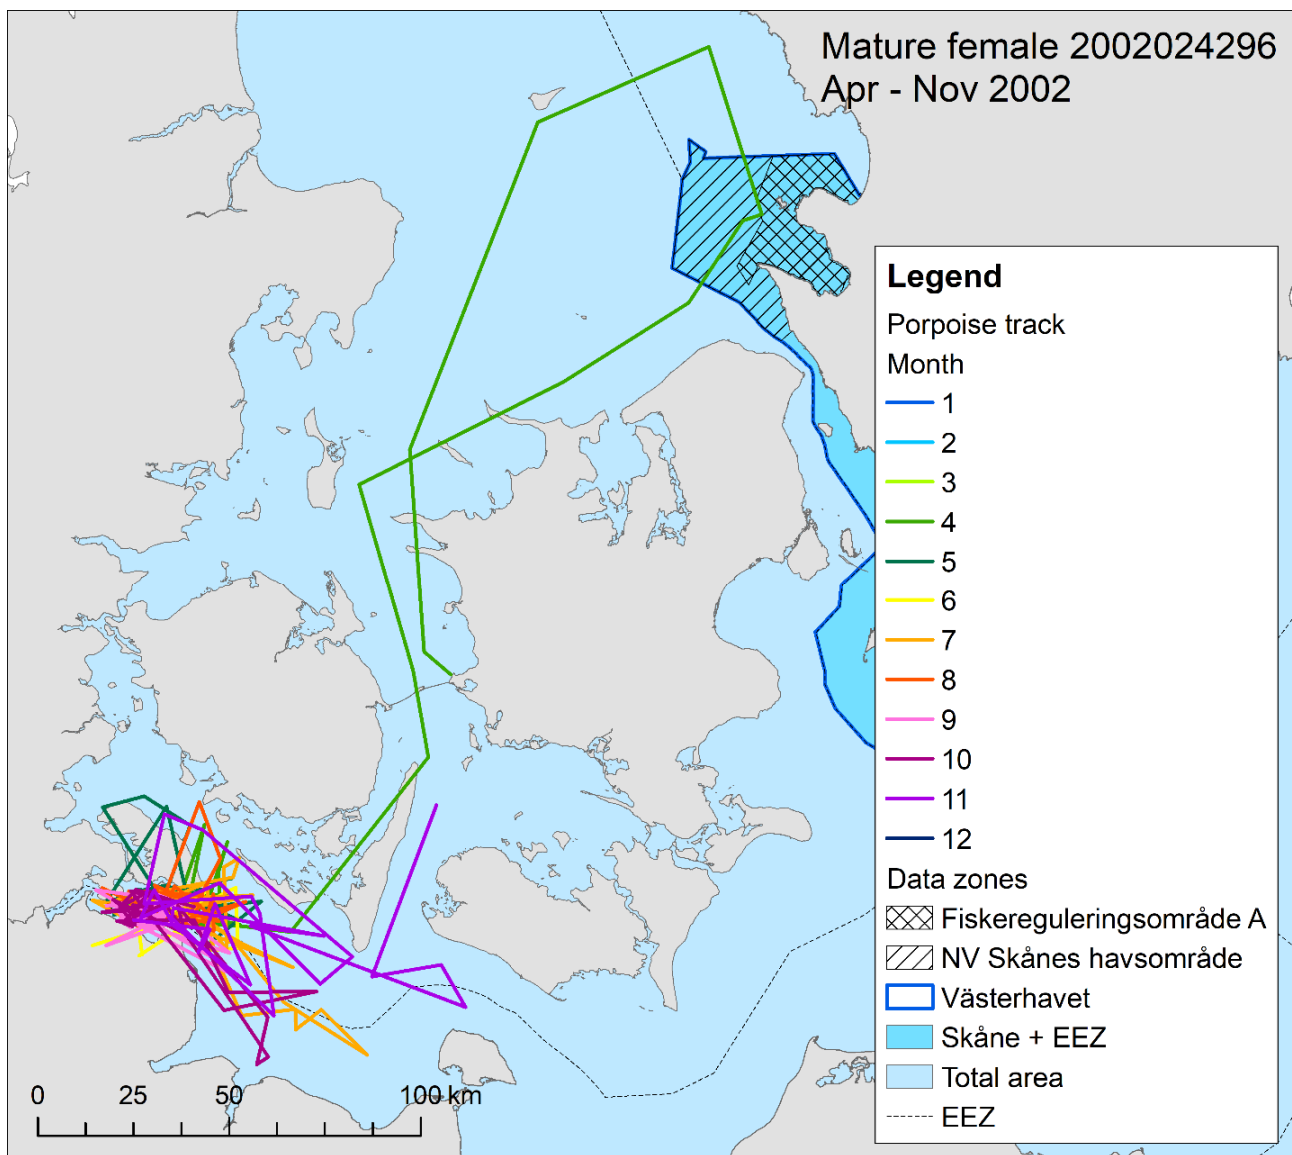 Mature female 2002024296
Apr - Nov 2002
Legend
Porpoise track
Month
1
2
3
4
5
6
7
8
9
10
11
12
Data zones
Fiskereguleringsområde A
NV Skånes havsområde
Västerhavet
Skåne + EEZ
Total area
EEZ
0 25 50 100 km